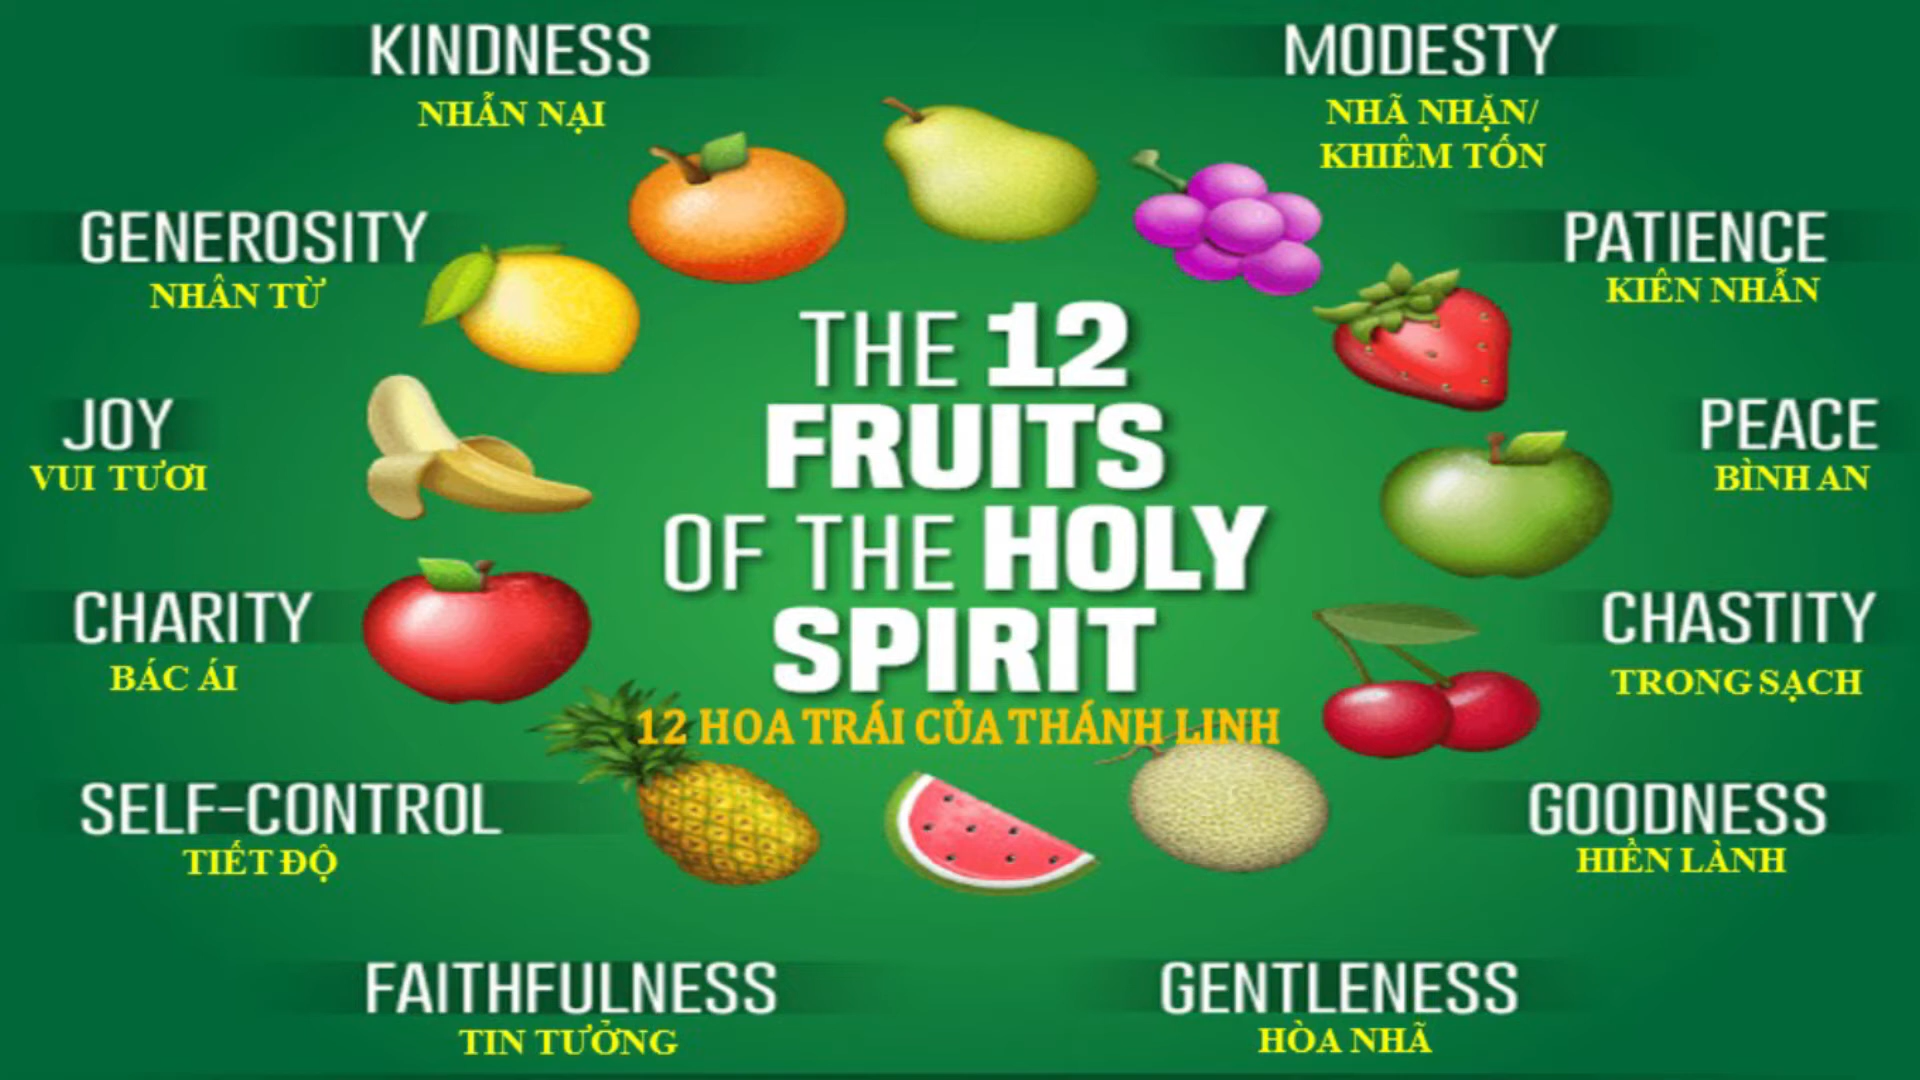 KINDNESS
NHẪN NẠI
MODESTY
NHÃ NHẶN/
KHIÊM TỐN
GENEROSITY
NHÂN TỪ
PATIENCE
KIÊN NHẪN
JOY
VUI TƯƠI
PEACE
BÌNH AN
CHARITY
BÁC ÁI
CHASTITY
TRONG SẠCH
SELF-CONTROL
TIẾT ĐỘ
GOODNESS
HIỀN LÀNH
FAITHFULNESS
TIN TƯỞNG
GENTLENESS
HÒA NHÃ
THE 12
FRUITS
OF THE HOLY
SPIRIT
12 HOA TRÁI CỦA THÁNH LINH